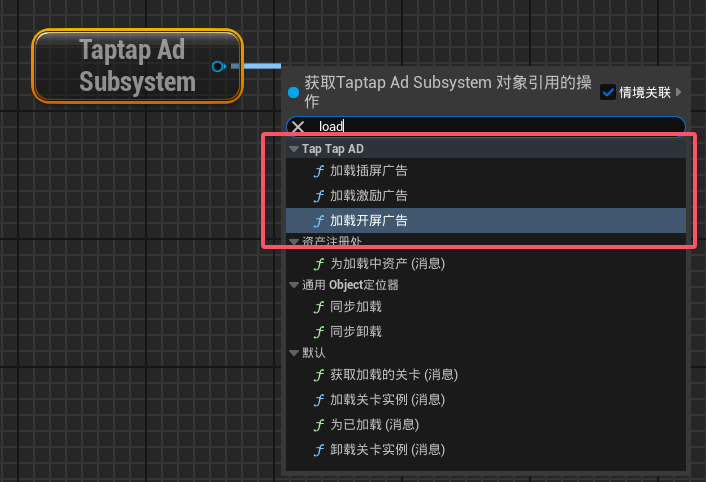 Taptap Ad
Subsystem
获取Taptap Ad Subsystem 对象引用的操
作
情境关联
load
Tap Tap AD
加载插屏广告
加载激励广告
加载开屏广告
资产注册处
为加载中资产 (消息)
通用 Object定位器
同步加载
同步卸载
默认
获取加载的关卡 (消息)
加载关卡实例 (消息)
为已加载 (消息)
卸载关卡实例 (消息)